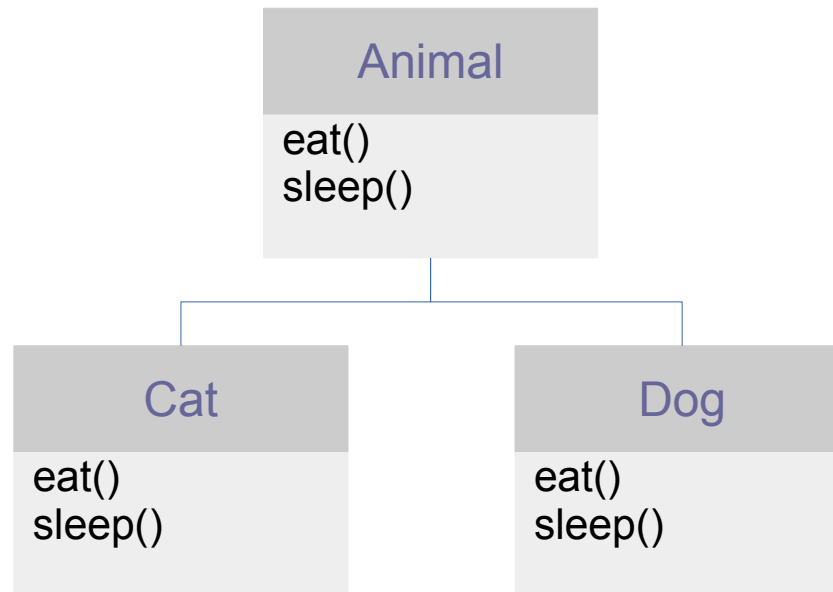 Animal
eat()
sleep()
Cat
eat()
sleep()
Dog
eat()
sleep()